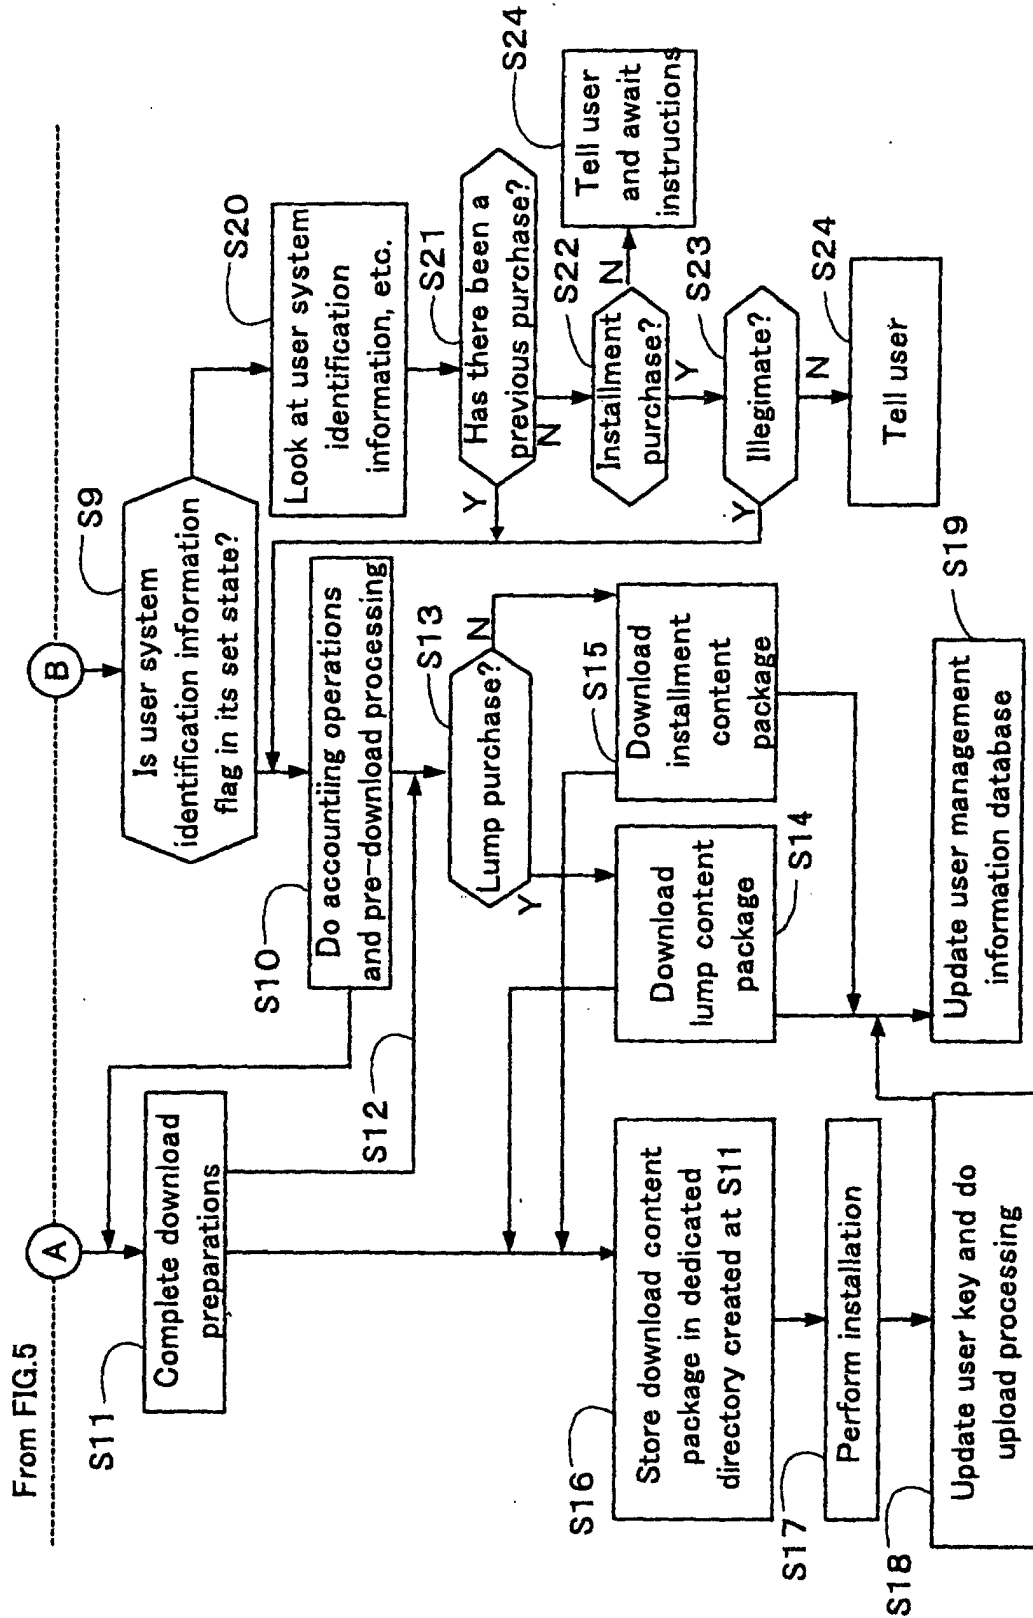 From FIG.5
A
B
S9
Is user system
identification information
flag in its set state?
S20
Look at user system
identification
information, etc.
S11
Complete download
preparations
S10
Do accountiing operations
and pre-download processing
S12
S21
Has there been a
previous purchase?
Y
N
S13
Lump purchase?
Y
N
S22
Installment
purchase?
N
Y
S24
Tell user
and await
instructions
S23
Illegimate?
Y
N
S24
Tell user
S16
Store download content
package in dedicated
directory created at S11
Download
lump content
package
S14
S15
Download
installment
content
package
S17
Perform installation
S18
Update user key and do
upload processing
S19
Update user management
information database